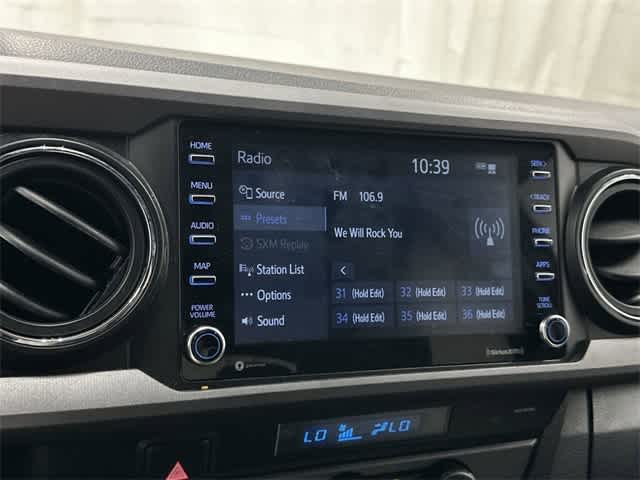 HOME
MENU
AUDIO
MAP
POWER
VOLUME
Radio
10:39
Source
Presets
SXM Replay
Station List
Options
Sound
FM 106.9
We Will Rock You
31 (Hold Edit) 32 (Hold Edit) 33 (Hold Edit)
34 (Hold Edit) 35 (Hold Edit) 36 (Hold Edit)
SEEK>
<TRACK
PHONE
APPS
TUNE
SCROLL
SiriusXM
LO LO